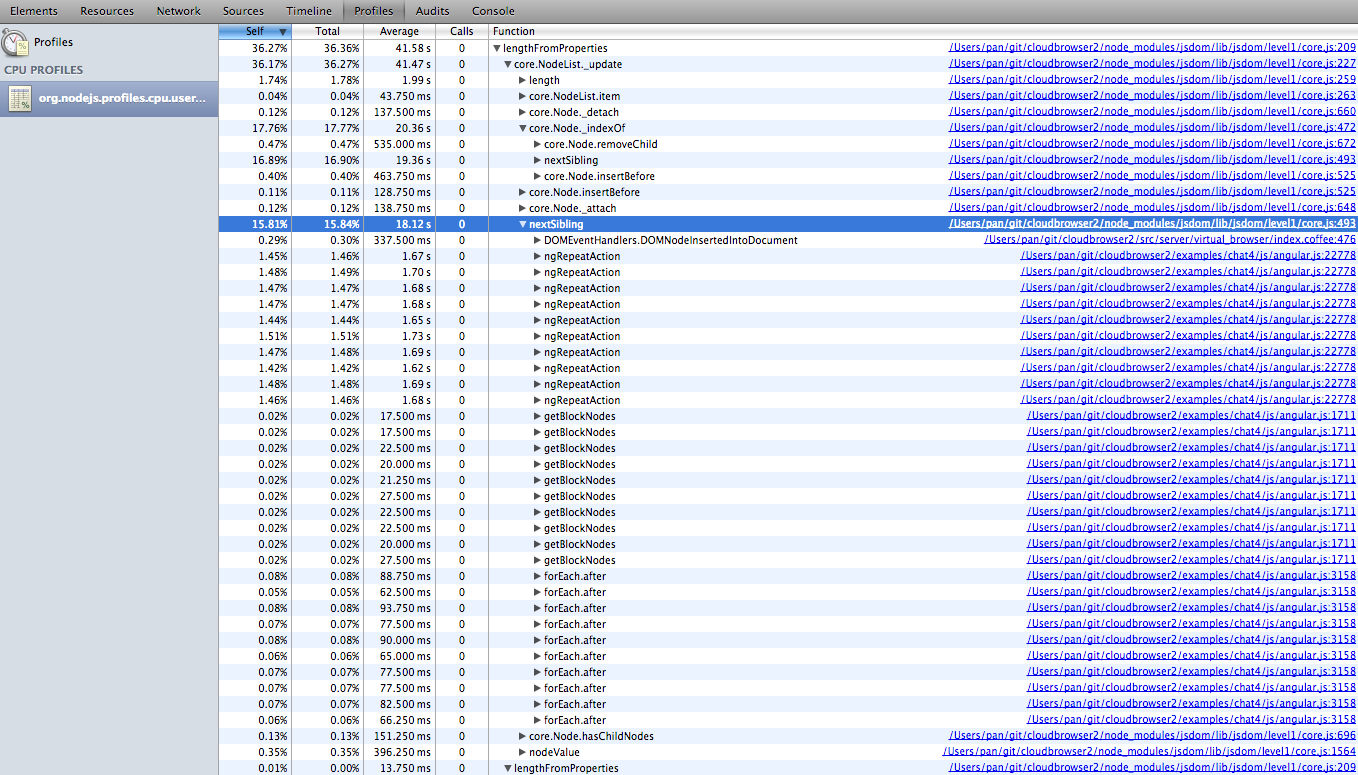 Elements Resources Network Sources Timeline Profiles Audits Console
Profiles
CPU PROFILES
org.nodejs.profiles.cpu.user...
Self ▼ Total Average Calls Function
36.27% 36.36% 41.58 s 0 ▼lengthFromProperties /Users/pan/git/cloudbrowser2/node_modules/jsdom/lib/jsdom/level1/core.js:209
36.17% 36.27% 41.47 s 0 ▼core.NodeList._update /Users/pan/git/cloudbrowser2/node_modules/jsdom/lib/jsdom/level1/core.js:227
1.74% 1.78% 1.99 s 0 ▶length /Users/pan/git/cloudbrowser2/node_modules/jsdom/lib/jsdom/level1/core.js:259
0.04% 0.04% 43.750 ms 0 ▶core.NodeList.item /Users/pan/git/cloudbrowser2/node_modules/jsdom/lib/jsdom/level1/core.js:263
0.12% 0.12% 137.500 ms 0 ▶core.Node._detach /Users/pan/git/cloudbrowser2/node_modules/jsdom/lib/jsdom/level1/core.js:660
17.76% 17.77% 20.36 s 0 ▼core.Node._indexOf /Users/pan/git/cloudbrowser2/node_modules/jsdom/lib/jsdom/level1/core.js:472
0.47% 0.47% 535.000 ms 0 ▶core.Node.removeChild /Users/pan/git/cloudbrowser2/node_modules/jsdom/lib/jsdom/level1/core.js:672
16.89% 16.90% 19.36 s 0 ▶nextSibling /Users/pan/git/cloudbrowser2/node_modules/jsdom/lib/jsdom/level1/core.js:493
0.40% 0.40% 463.750 ms 0 ▶core.Node.insertBefore /Users/pan/git/cloudbrowser2/node_modules/jsdom/lib/jsdom/level1/core.js:525
0.11% 0.11% 128.750 ms 0 ▶core.Node.insertBefore /Users/pan/git/cloudbrowser2/node_modules/jsdom/lib/jsdom/level1/core.js:525
0.12% 0.12% 138.750 ms 0 ▶core.Node._attach /Users/pan/git/cloudbrowser2/node_modules/jsdom/lib/jsdom/level1/core.js:648
15.81% 15.84% 18.12 s 0 ▼nextSibling /Users/pan/git/cloudbrowser2/node_modules/jsdom/lib/jsdom/level1/core.js:493
0.29% 0.30% 337.500 ms 0 ▶DOMEventHandlers.DOMNodeInsertedIntoDocument /Users/pan/git/cloudbrowser2/src/server/virtual_browser/index.coffee:476
1.45% 1.46% 1.67 s 0 ▶ngRepeatAction /Users/pan/git/cloudbrowser2/examples/chat4/js/angular.js:22778
1.48% 1.49% 1.70 s 0 ▶ngRepeatAction /Users/pan/git/cloudbrowser2/examples/chat4/js/angular.js:22778
1.47% 1.47% 1.68 s 0 ▶ngRepeatAction /Users/pan/git/cloudbrowser2/examples/chat4/js/angular.js:22778
1.47% 1.47% 1.68 s 0 ▶ngRepeatAction /Users/pan/git/cloudbrowser2/examples/chat4/js/angular.js:22778
1.44% 1.44% 1.65 s 0 ▶ngRepeatAction /Users/pan/git/cloudbrowser2/examples/chat4/js/angular.js:22778
1.51% 1.51% 1.73 s 0 ▶ngRepeatAction /Users/pan/git/cloudbrowser2/examples/chat4/js/angular.js:22778
1.47% 1.48% 1.69 s 0 ▶ngRepeatAction /Users/pan/git/cloudbrowser2/examples/chat4/js/angular.js:22778
1.42% 1.42% 1.62 s 0 ▶ngRepeatAction /Users/pan/git/cloudbrowser2/examples/chat4/js/angular.js:22778
1.48% 1.48% 1.69 s 0 ▶ngRepeatAction /Users/pan/git/cloudbrowser2/examples/chat4/js/angular.js:22778
1.46% 1.46% 1.68 s 0 ▶ngRepeatAction /Users/pan/git/cloudbrowser2/examples/chat4/js/angular.js:22778
0.02% 0.02% 17.500 ms 0 ▶getBlockNodes /Users/pan/git/cloudbrowser2/examples/chat4/js/angular.js:1711
0.02% 0.02% 17.500 ms 0 ▶getBlockNodes /Users/pan/git/cloudbrowser2/examples/chat4/js/angular.js:1711
0.02% 0.02% 22.500 ms 0 ▶getBlockNodes /Users/pan/git/cloudbrowser2/examples/chat4/js/angular.js:1711
0.02% 0.02% 20.000 ms 0 ▶getBlockNodes /Users/pan/git/cloudbrowser2/examples/chat4/js/angular.js:1711
0.02% 0.02% 21.250 ms 0 ▶getBlockNodes /Users/pan/git/cloudbrowser2/examples/chat4/js/angular.js:1711
0.02% 0.02% 27.500 ms 0 ▶getBlockNodes /Users/pan/git/cloudbrowser2/examples/chat4/js/angular.js:1711
0.02% 0.02% 22.500 ms 0 ▶getBlockNodes /Users/pan/git/cloudbrowser2/examples/chat4/js/angular.js:1711
0.02% 0.02% 22.500 ms 0 ▶getBlockNodes /Users/pan/git/cloudbrowser2/examples/chat4/js/angular.js:1711
0.02% 0.02% 20.000 ms 0 ▶getBlockNodes /Users/pan/git/cloudbrowser2/examples/chat4/js/angular.js:1711
0.02% 0.02% 27.500 ms 0 ▶getBlockNodes /Users/pan/git/cloudbrowser2/examples/chat4/js/angular.js:1711
0.08% 0.08% 88.750 ms 0 ▶forEach.after /Users/pan/git/cloudbrowser2/examples/chat4/js/angular.js:3158
0.05% 0.05% 62.500 ms 0 ▶forEach.after /Users/pan/git/cloudbrowser2/examples/chat4/js/angular.js:3158
0.08% 0.08% 93.750 ms 0 ▶forEach.after /Users/pan/git/cloudbrowser2/examples/chat4/js/angular.js:3158
0.07% 0.07% 77.500 ms 0 ▶forEach.after /Users/pan/git/cloudbrowser2/examples/chat4/js/angular.js:3158
0.08% 0.08% 90.000 ms 0 ▶forEach.after /Users/pan/git/cloudbrowser2/examples/chat4/js/angular.js:3158
0.06% 0.06% 65.000 ms 0 ▶forEach.after /Users/pan/git/cloudbrowser2/examples/chat4/js/angular.js:3158
0.07% 0.07% 77.500 ms 0 ▶forEach.after /Users/pan/git/cloudbrowser2/examples/chat4/js/angular.js:3158
0.07% 0.07% 77.500 ms 0 ▶forEach.after /Users/pan/git/cloudbrowser2/examples/chat4/js/angular.js:3158
0.07% 0.07% 82.500 ms 0 ▶forEach.after /Users/pan/git/cloudbrowser2/examples/chat4/js/angular.js:3158
0.06% 0.06% 66.250 ms 0 ▶forEach.after /Users/pan/git/cloudbrowser2/examples/chat4/js/angular.js:3158
0.13% 0.13% 151.250 ms 0 ▶core.Node.hasChildNodes /Users/pan/git/cloudbrowser2/node_modules/jsdom/lib/jsdom/level1/core.js:696
0.35% 0.35% 396.250 ms 0 ▶nodeValue /Users/pan/git/cloudbrowser2/node_modules/jsdom/lib/jsdom/level1/core.js:1564
0.01% 0.00% 13.750 ms 0 ▼lengthFromProperties /Users/pan/git/cloudbrowser2/node_modules/jsdom/lib/jsdom/level1/core.js:209